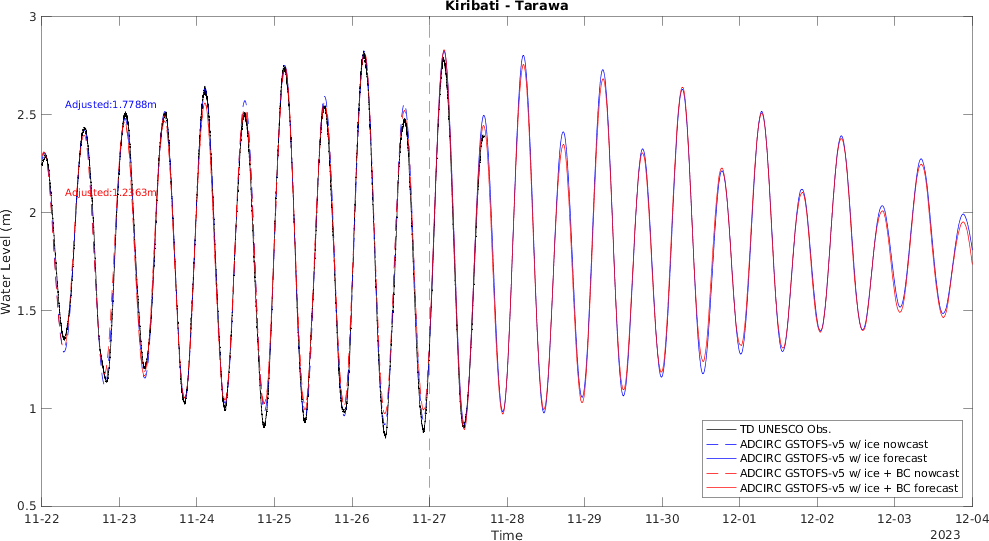 Kiribati - Tarawa
3
2.5
2
1.5
1
0.5
Water Level (m)
Adjusted:1.7788m
Adjusted:1.2363m
TD UNESCO Obs.
ADCIRC GSTOFS-v5 w/ ice nowcast
ADCIRC GSTOFS-v5 w/ ice forecast
ADCIRC GSTOFS-v5 w/ ice + BC nowcast
ADCIRC GSTOFS-v5 w/ ice + BC forecast
11-22 11-23 11-24 11-25 11-26 11-27 11-28 11-29 11-30 12-01 12-02 12-03 12-04
Time
2023